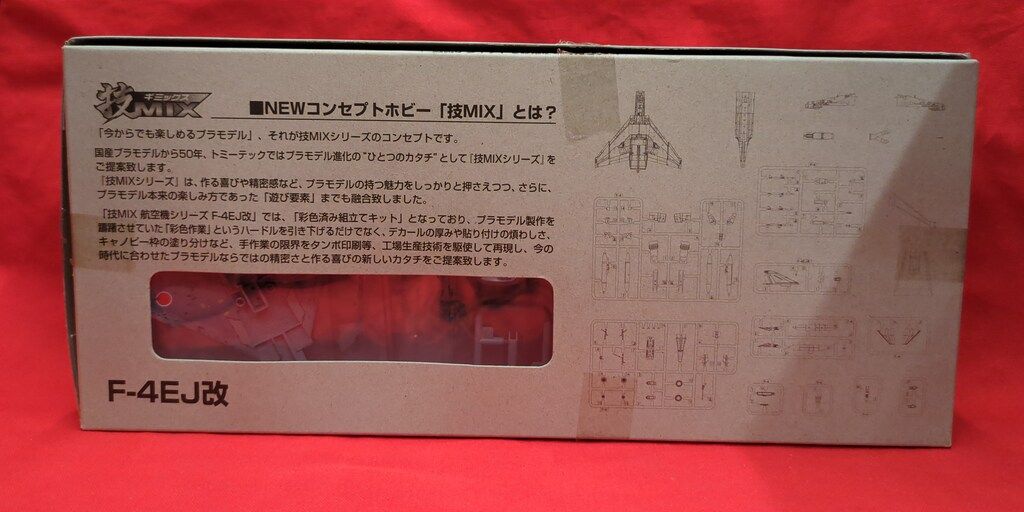 技MIX
ギミックス
■NEWコンセプトホビー「技MIX」とは？
「今からでも楽しめるプラモデル」、それが技MIXシリーズのコンセプトです。
国産プラモデルから50年、トミーテックではプラモデル進化の“ひとつのカタチ”として『技MIXシリーズ』を
ご提案致します。
「技MIXシリーズ」は、作る喜びや精密感など、プラモデルの持つ魅力をしっかりと押さえつつ、さらに、
プラモデル本来の楽しみ方であった「遊び要素」までも融合致しました。
「技MIX 航空機シリーズ F-4EJ改」では、「彩色済み組立てキット」となっており、プラモデル製作を
躊躇させていた「彩色作業」というハードルを引き下げるだけでなく、デカールの厚みや貼り付けの煩わしさ、
キャノピー枠の塗り分けなど、手作業の限界をタンポ印刷等、工場生産技術を駆使して再現し、今の
時代に合わせたプラモデルならではの精密さと作る喜びの新しいカタチをご提案致します。
F-4EJ改